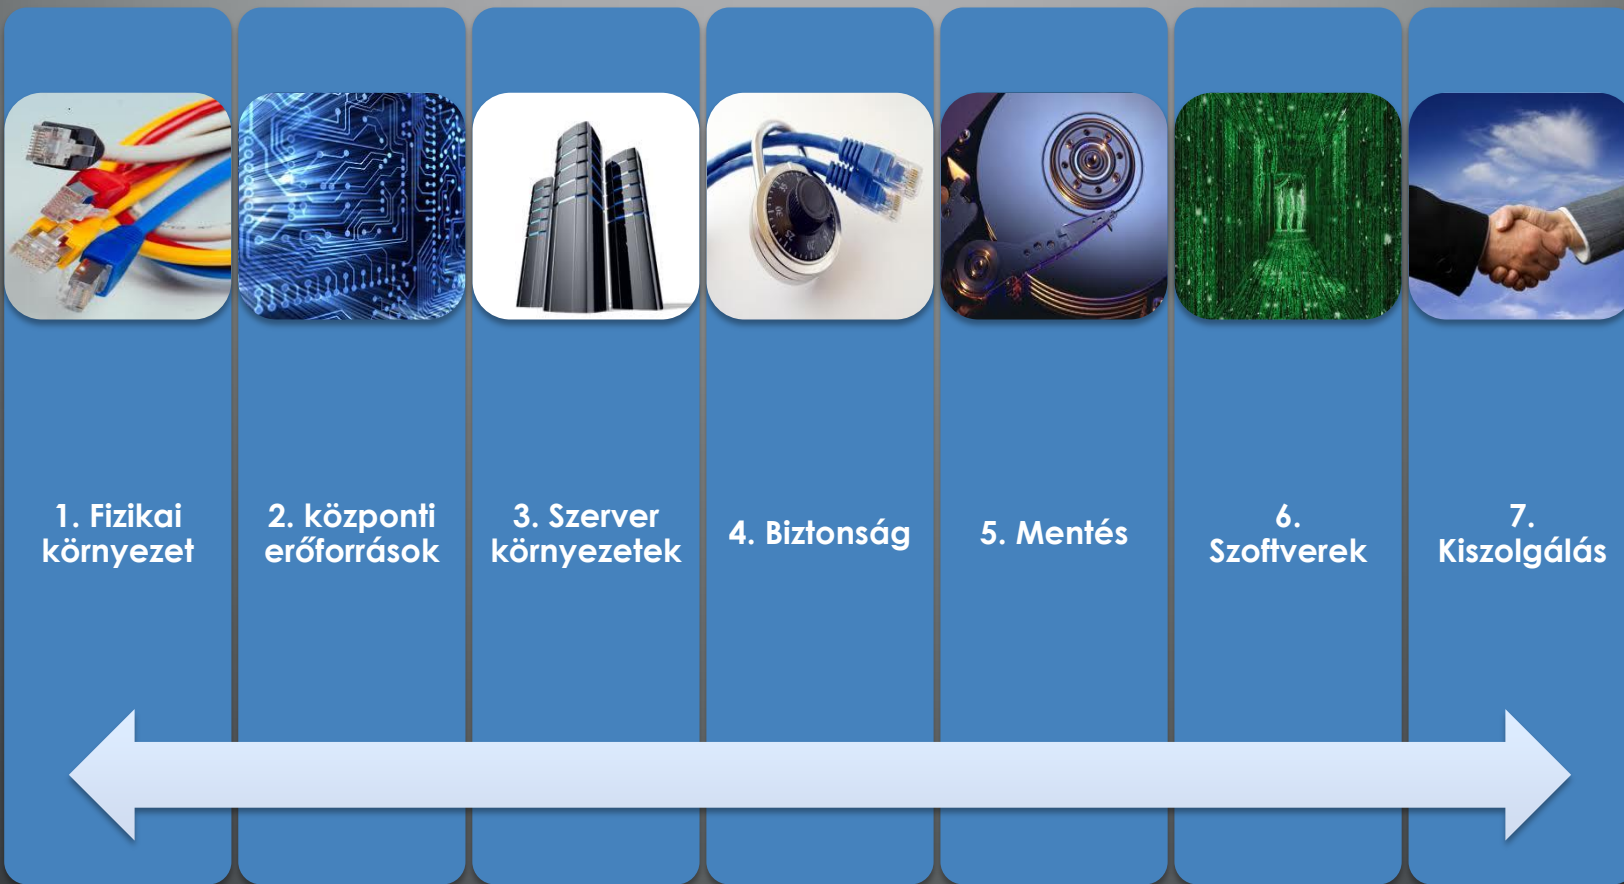 1. Fizikai
környezet
2. központi
erőforrások
3. Szerver
környezetek
4. Biztonság
5. Mentés
6.
Szoftverek
7.
Kiszolgálás